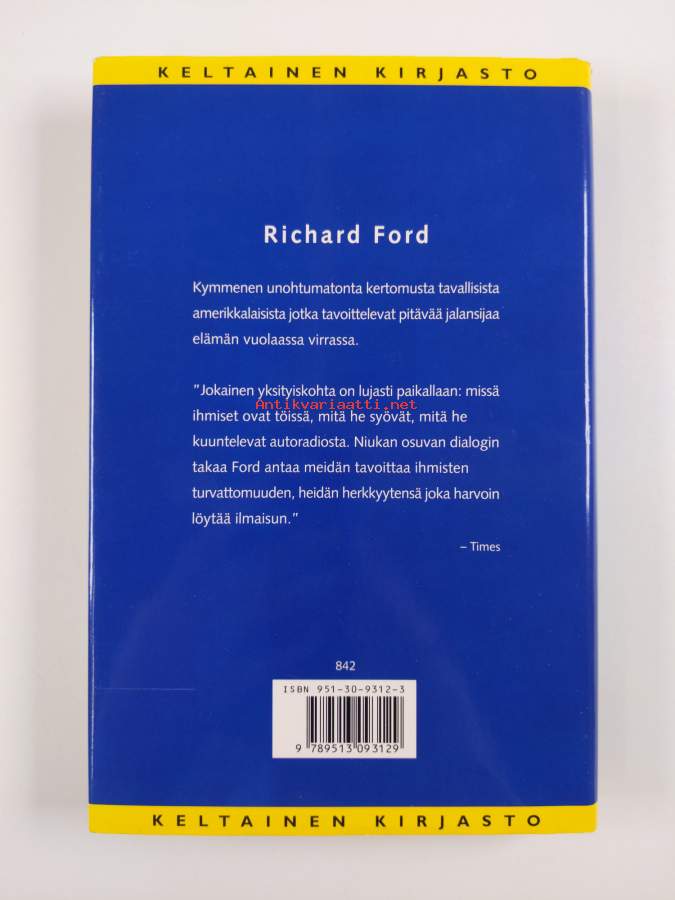 KELTAINEN KIRJASTO
Richard Ford
Kymmenen unohtumatonta kertomusta tavallisista
amerikkalaisista jotka tavoittelevat pitävää jalansijaa
elämän vuolaassa virrassa.
”Jokainen yksityiskohta on lujasti paikallaan: missä
Antikvariaatti.net
ihmiset ovat töissä, mitä he syövät, mitä he
kuuntelevat autoradiosta. Niukan osuvan dialogin
takaa Ford antaa meidän tavoittaa ihmisten
turvattomuuden, heidän herkkyytensä joka harvoin
löytää ilmaisun.”
– Times
842
ISBN 951-30-9312-3
9 789513 093129
KELTAINEN KIRJASTO